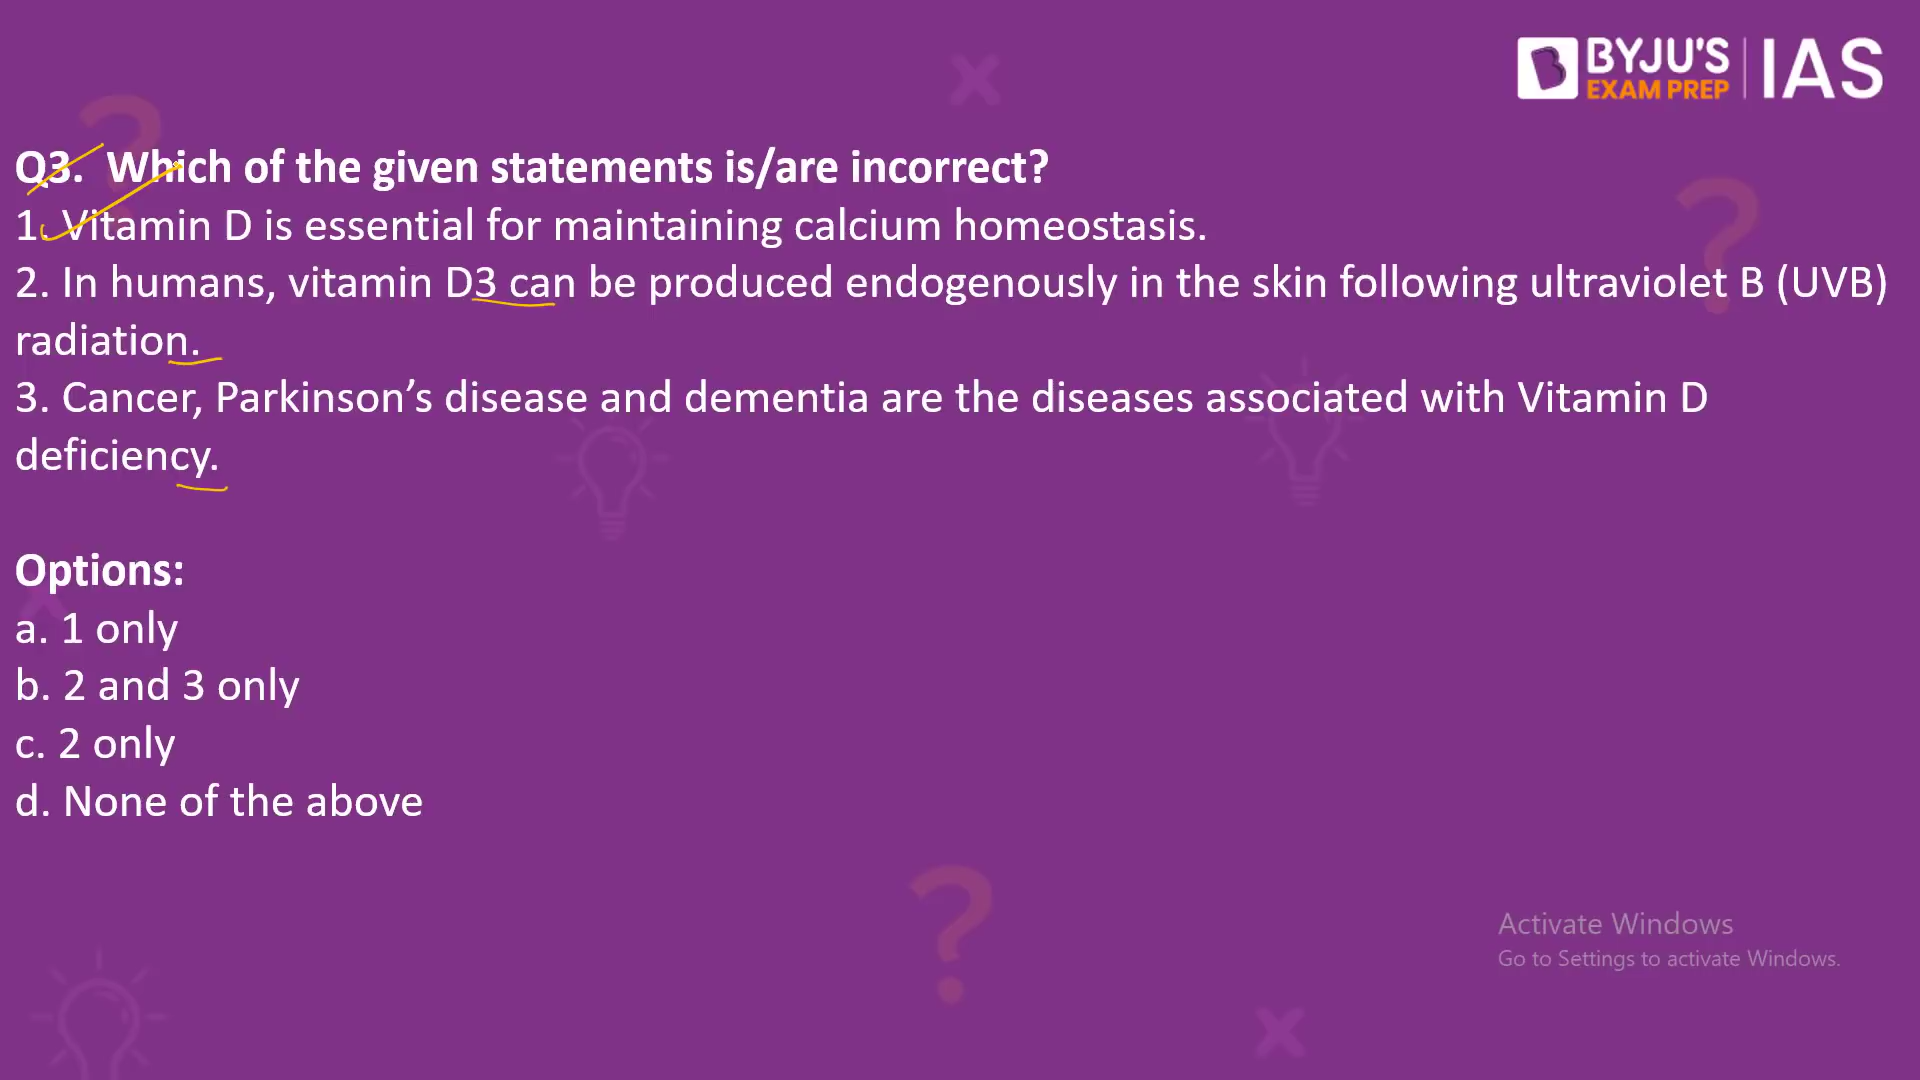 BYJU'S
EXAM PREP
IAS
Q3. Which of the given statements is/are incorrect?
1. Vitamin D is essential for maintaining calcium homeostasis.
2. In humans, vitamin D3 can be produced endogenously in the skin following ultraviolet B (UVB)
radiation.
3. Cancer, Parkinson’s disease and dementia are the diseases associated with Vitamin D
deficiency.
Options:
a. 1 only
b. 2 and 3 only
c. 2 only
d. None of the above
Activate Windows
Go to Settings to activate Windows.